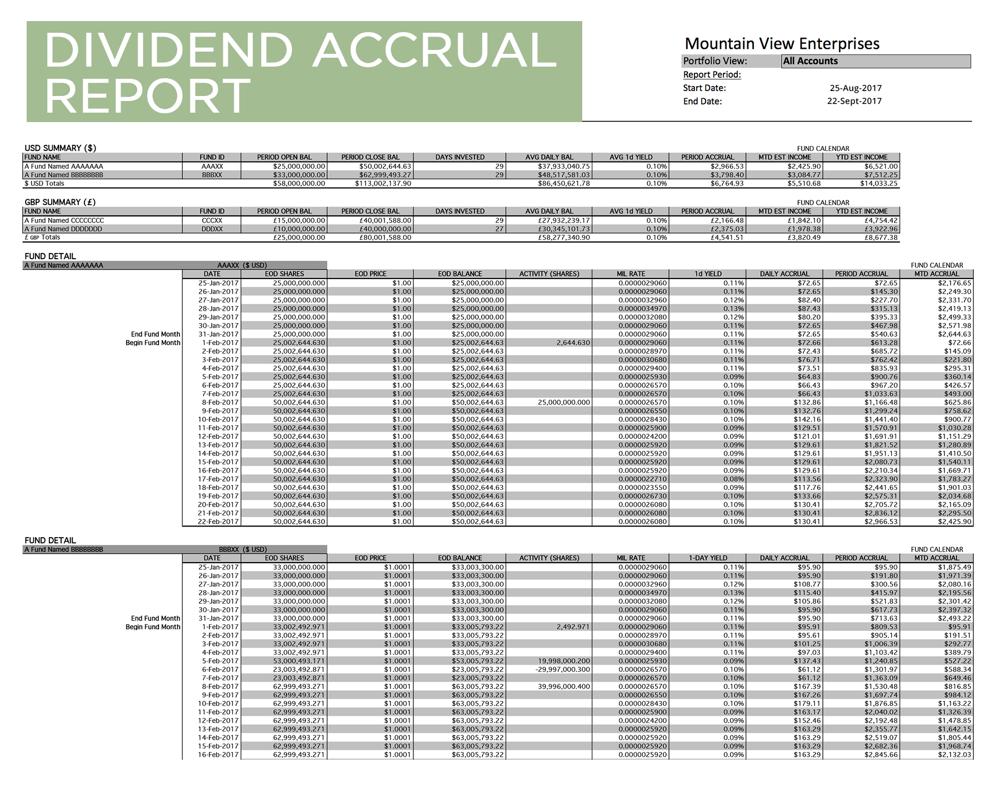 DIVIDEND ACCRUAL
REPORT
Mountain View Enterprises
Portfolio View: All Accounts
Report Period:
Start Date: 25-Aug-2017
End Date: 22-Sept-2017
USD SUMMARY ($) FUND CALENDAR
FUND NAME FUND ID PERIOD OPEN BAL PERIOD CLOSE BAL DAYS INVESTED AVG DAILY BAL AVG 1d YIELD PERIOD ACCRUAL MTD EST INCOME YTD EST INCOME
A Fund Named AAAAAAA AAAXX $25,000,000.00 $50,002,644.63 29 $37,933,040.75 0.10% $2,966.53 $2,425.90 $6,521.00
A Fund Named BBBBBBBB BBBXX $33,000,000.00 $62,999,493.27 29 $48,517,581.03 0.10% $3,798.40 $3,084.77 $7,512.25
$ USD Totals $58,000,000.00 $113,002,137.90 $86,450,621.78 0.10% $6,764.93 $5,510.68 $14,033.25
GBP SUMMARY (£) FUND CALENDAR
FUND NAME FUND ID PERIOD OPEN BAL PERIOD CLOSE BAL DAYS INVESTED AVG DAILY BAL AVG 1d YIELD PERIOD ACCRUAL MTD EST INCOME YTD EST INCOME
A Fund Named CCCCCCCC CCCXX £15,000,000.00 £40,001,588.00 29 £27,932,239.17 0.10% £2,166.48 £1,842.10 £4,754.42
A Fund Named DDDDDDD DDDXX £10,000,000.00 £40,000,000.00 27 £30,345,101.73 0.10% £2,375.03 £1,978.38 £3,922.96
£ GBP Totals £25,000,000.00 £80,001,588.00 £58,277,340.90 0.10% £4,541.51 £3,820.49 £8,677.38
FUND DETAIL
A Fund Named AAAAAAA AAAXX ($ USD) FUND CALENDAR
DATE EOD SHARES EOD PRICE EOD BALANCE ACTIVITY (SHARES) MIL RATE 1d YIELD DAILY ACCRUAL PERIOD ACCRUAL MTD ACCRUAL
25-Jan-2017 25,000,000.000 $1.00 $25,000,000.00 0.0000029060 0.11% $72.65 $72.65 $2,176.65
26-Jan-2017 25,000,000.000 $1.00 $25,000,000.00 0.0000029060 0.11% $72.65 $145.30 $2,249.30
27-Jan-2017 25,000,000.000 $1.00 $25,000,000.00 0.0000032960 0.12% $82.40 $227.70 $2,331.70
28-Jan-2017 25,000,000.000 $1.00 $25,000,000.00 0.0000034970 0.13% $87.43 $315.13 $2,419.13
29-Jan-2017 25,000,000.000 $1.00 $25,000,000.00 0.0000032080 0.12% $80.20 $395.33 $2,499.33
30-Jan-2017 25,000,000.000 $1.00 $25,000,000.00 0.0000029060 0.11% $72.65 $467.98 $2,571.98
End Fund Month 31-Jan-2017 25,000,000.000 $1.00 $25,000,000.00 0.0000029060 0.11% $72.65 $540.63 $2,644.63
Begin Fund Month 1-Feb-2017 25,002,644.630 $1.00 $25,002,644.63 2,644.630 0.0000029060 0.11% $72.66 $613.28 $72.66
2-Feb-2017 25,002,644.630 $1.00 $25,002,644.63 0.0000028970 0.11% $72.43 $685.72 $145.09
3-Feb-2017 25,002,644.630 $1.00 $25,002,644.63 0.0000030680 0.11% $76.71 $762.42 $221.80
4-Feb-2017 25,002,644.630 $1.00 $25,002,644.63 0.0000029400 0.11% $73.51 $835.93 $295.31
5-Feb-2017 25,002,644.630 $1.00 $25,002,644.63 0.0000025930 0.09% $64.83 $900.76 $360.14
6-Feb-2017 25,002,644.630 $1.00 $25,002,644.63 0.0000026570 0.10% $66.43 $967.20 $426.57
7-Feb-2017 25,002,644.630 $1.00 $25,002,644.63 0.0000026570 0.10% $66.43 $1,033.63 $493.00
8-Feb-2017 50,002,644.630 $1.00 $50,002,644.63 25,000,000.000 0.0000026570 0.10% $132.86 $1,166.48 $625.86
9-Feb-2017 50,002,644.630 $1.00 $50,002,644.63 0.0000026550 0.10% $132.76 $1,299.24 $758.62
10-Feb-2017 50,002,644.630 $1.00 $50,002,644.63 0.0000028430 0.10% $142.16 $1,441.40 $900.77
11-Feb-2017 50,002,644.630 $1.00 $50,002,644.63 0.0000025900 0.09% $129.51 $1,570.91 $1,030.28
12-Feb-2017 50,002,644.630 $1.00 $50,002,644.63 0.0000024200 0.09% $121.01 $1,691.91 $1,151.29
13-Feb-2017 50,002,644.630 $1.00 $50,002,644.63 0.0000025920 0.09% $129.61 $1,821.52 $1,280.89
14-Feb-2017 50,002,644.630 $1.00 $50,002,644.63 0.0000025920 0.09% $129.61 $1,951.13 $1,410.50
15-Feb-2017 50,002,644.630 $1.00 $50,002,644.63 0.0000025920 0.09% $129.61 $2,080.73 $1,540.11
16-Feb-2017 50,002,644.630 $1.00 $50,002,644.63 0.0000025920 0.09% $129.61 $2,210.34 $1,669.71
17-Feb-2017 50,002,644.630 $1.00 $50,002,644.63 0.0000022710 0.08% $113.56 $2,323.90 $1,783.27
18-Feb-2017 50,002,644.630 $1.00 $50,002,644.63 0.0000023550 0.09% $117.76 $2,441.65 $1,901.03
19-Feb-2017 50,002,644.630 $1.00 $50,002,644.63 0.0000026730 0.10% $133.66 $2,575.31 $2,034.68
20-Feb-2017 50,002,644.630 $1.00 $50,002,644.63 0.0000026080 0.10% $130.41 $2,705.72 $2,165.09
21-Feb-2017 50,002,644.630 $1.00 $50,002,644.63 0.0000026080 0.10% $130.41 $2,836.12 $2,295.50
22-Feb-2017 50,002,644.630 $1.00 $50,002,644.63 0.0000026080 0.10% $130.41 $2,966.53 $2,425.90
FUND DETAIL
A Fund Named BBBBBBBB BBBXX ($ USD) FUND CALENDAR
DATE EOD SHARES EOD PRICE EOD BALANCE ACTIVITY (SHARES) MIL RATE 1-DAY YIELD DAILY ACCRUAL PERIOD ACCRUAL MTD ACCRUAL
25-Jan-2017 33,000,000.000 $1.0001 $33,003,300.00 0.0000029060 0.11% $95.90 $95.90 $1,875.49
26-Jan-2017 33,000,000.000 $1.0001 $33,003,300.00 0.0000029060 0.11% $95.90 $191.80 $1,971.39
27-Jan-2017 33,000,000.000 $1.0001 $33,003,300.00 0.0000032960 0.12% $108.77 $300.56 $2,080.16
28-Jan-2017 33,000,000.000 $1.0001 $33,003,300.00 0.0000034970 0.13% $115.40 $415.97 $2,195.56
29-Jan-2017 33,000,000.000 $1.0001 $33,003,300.00 0.0000032080 0.12% $105.86 $521.83 $2,301.42
30-Jan-2017 33,000,000.000 $1.0001 $33,003,300.00 0.0000029060 0.11% $95.90 $617.73 $2,397.32
End Fund Month 31-Jan-2017 33,000,000.000 $1.0001 $33,003,300.00 0.0000029060 0.11% $95.90 $713.63 $2,493.22
Begin Fund Month 1-Feb-2017 33,002,492.971 $1.0001 $33,005,793.22 2,492.971 0.0000029060 0.11% $95.91 $809.53 $95.91
2-Feb-2017 33,002,492.971 $1.0001 $33,005,793.22 0.0000028970 0.11% $95.61 $905.14 $191.51
3-Feb-2017 33,002,492.971 $1.0001 $33,005,793.22 0.0000030680 0.11% $101.25 $1,006.39 $292.77
4-Feb-2017 33,002,492.971 $1.0001 $33,005,793.22 0.0000029400 0.11% $97.03 $1,103.42 $389.79
5-Feb-2017 53,000,493.171 $1.0001 $53,005,793.22 19,998,000.200 0.0000025930 0.09% $137.43 $1,240.85 $527.22
6-Feb-2017 23,003,492.871 $1.0001 $23,005,793.22 -29,997,000.300 0.0000026570 0.10% $61.12 $1,301.97 $588.34
7-Feb-2017 23,003,492.871 $1.0001 $23,005,793.22 0.0000026570 0.10% $61.12 $1,363.09 $649.46
8-Feb-2017 62,999,493.271 $1.0001 $63,005,793.22 39,996,000.400 0.0000026570 0.10% $167.39 $1,530.48 $816.85
9-Feb-2017 62,999,493.271 $1.0001 $63,005,793.22 0.0000026550 0.10% $167.26 $1,697.74 $984.12
10-Feb-2017 62,999,493.271 $1.0001 $63,005,793.22 0.0000028430 0.10% $179.11 $1,876.85 $1,163.22
11-Feb-2017 62,999,493.271 $1.0001 $63,005,793.22 0.0000025900 0.09% $163.17 $2,040.02 $1,326.39
12-Feb-2017 62,999,493.271 $1.0001 $63,005,793.22 0.0000024200 0.09% $152.46 $2,192.48 $1,478.85
13-Feb-2017 62,999,493.271 $1.0001 $63,005,793.22 0.0000025920 0.09% $163.29 $2,355.77 $1,642.15
14-Feb-2017 62,999,493.271 $1.0001 $63,005,793.22 0.0000025920 0.09% $163.29 $2,519.07 $1,805.44
15-Feb-2017 62,999,493.271 $1.0001 $63,005,793.22 0.0000025920 0.09% $163.29 $2,682.36 $1,968.74
16-Feb-2017 62,999,493.271 $1.0001 $63,005,793.22 0.0000025920 0.09% $163.29 $2,845.66 $2,132.03